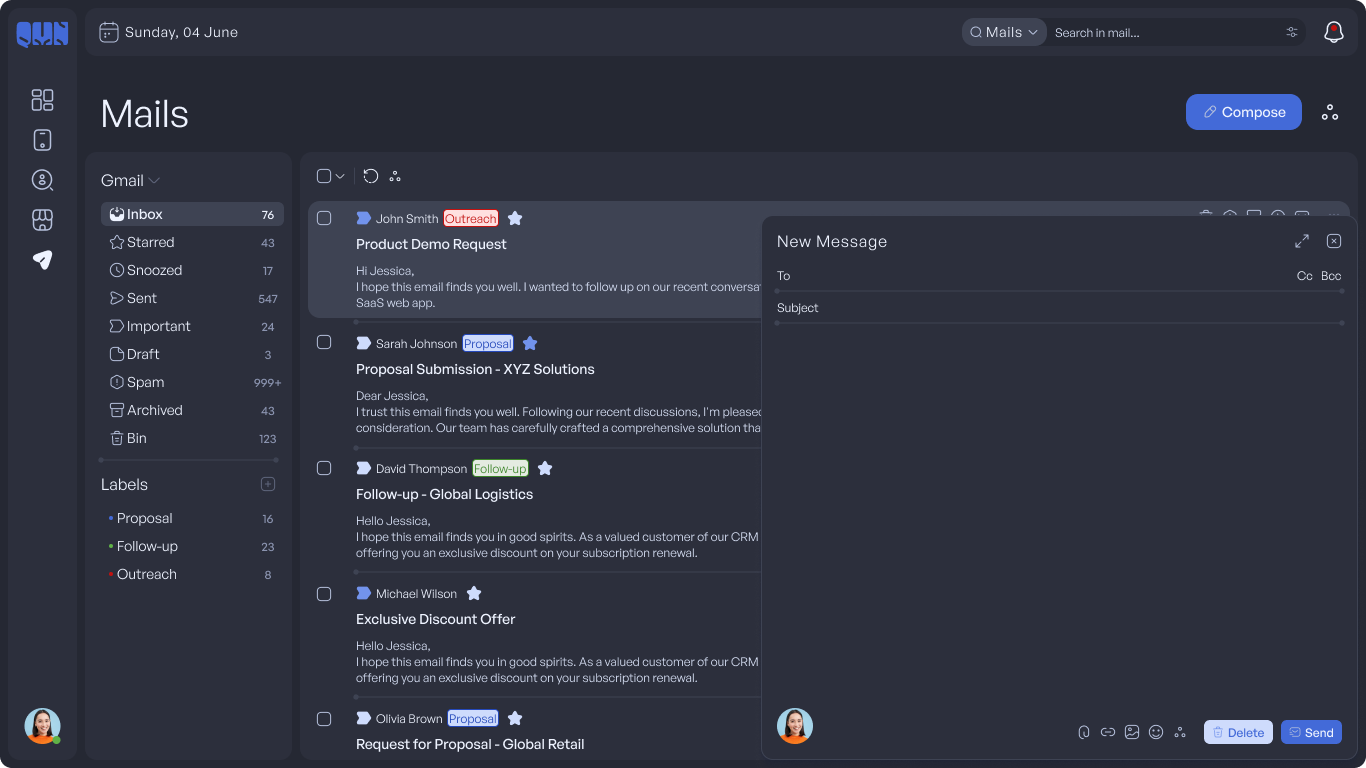 QUN
Sunday, 04 June
Mails
Search in mail...
Mails
Compose
Gmail
Inbox 76
Starred 43
Snoozed 17
Sent 547
Important 24
Draft 3
Spam 999+
Archived 43
Bin 123
Labels
Proposal 16
Follow-up 23
Outreach 8
John Smith Outreach
Product Demo Request
Hi Jessica,
I hope this email finds you well. I wanted to follow up on our recent
SaaS web app.
Sarah Johnson Proposal
Proposal Submission - XYZ Solutions
Dear Jessica,
I trust this email finds you well. Following our recent discussions, I'm pleased
consideration. Our team has carefully crafted a comprehensive solution
David Thompson Follow-up
Follow-up - Global Logistics
Hello Jessica,
I hope this email finds you in good spirits. As a valued customer of our CRM
offering you an exclusive discount on your subscription renewal.
Michael Wilson
Exclusive Discount Offer
Hello Jessica,
I hope this email finds you in good spirits. As a valued customer of our CRM
offering you an exclusive discount on your subscription renewal.
Olivia Brown Proposal
Request for Proposal - Global Retail
New Message
To Cc Bcc
Subject
Delete
Send